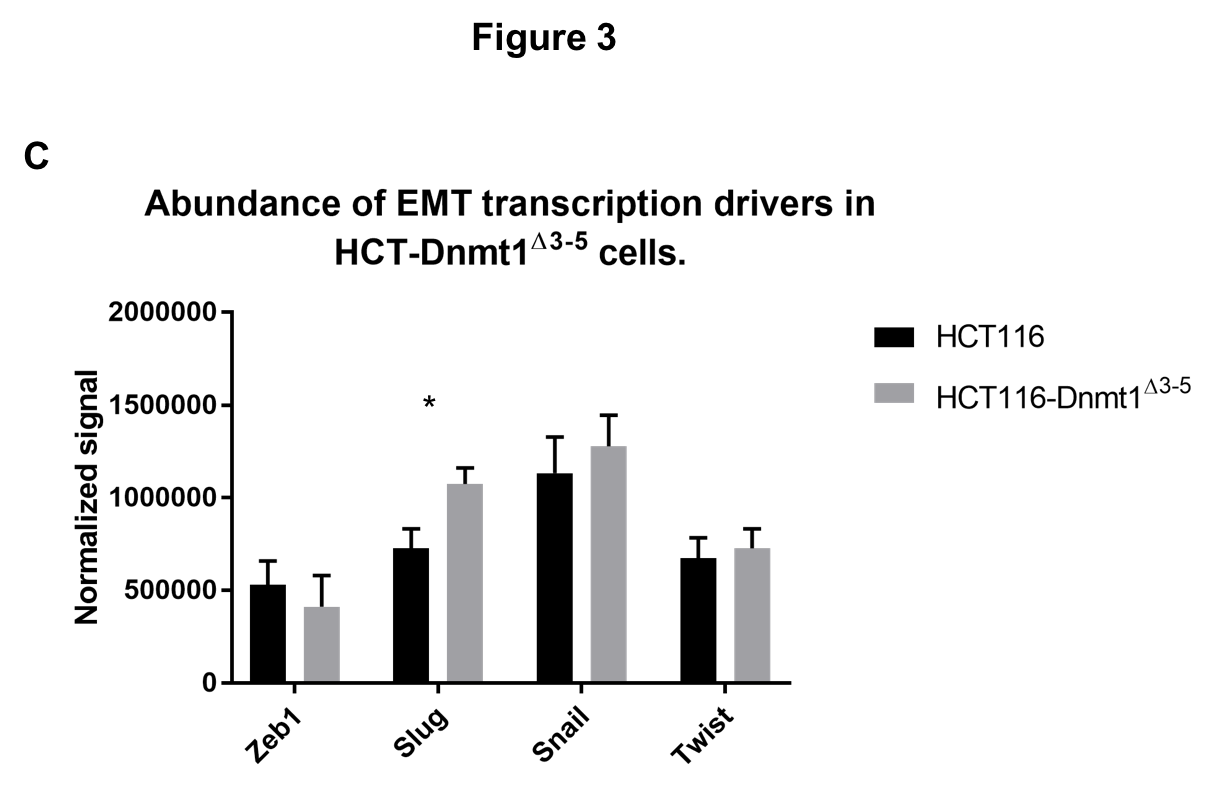 Figure 3
C
Abundance of EMT transcription drivers in
HCT-Dnmt1Δ3-5 cells.
2000000
1500000
1000000
500000
0
Normalized signal
*
Zeb1
Slug
Snail
Twist
HCT116
HCT116-Dnmt1Δ3-5